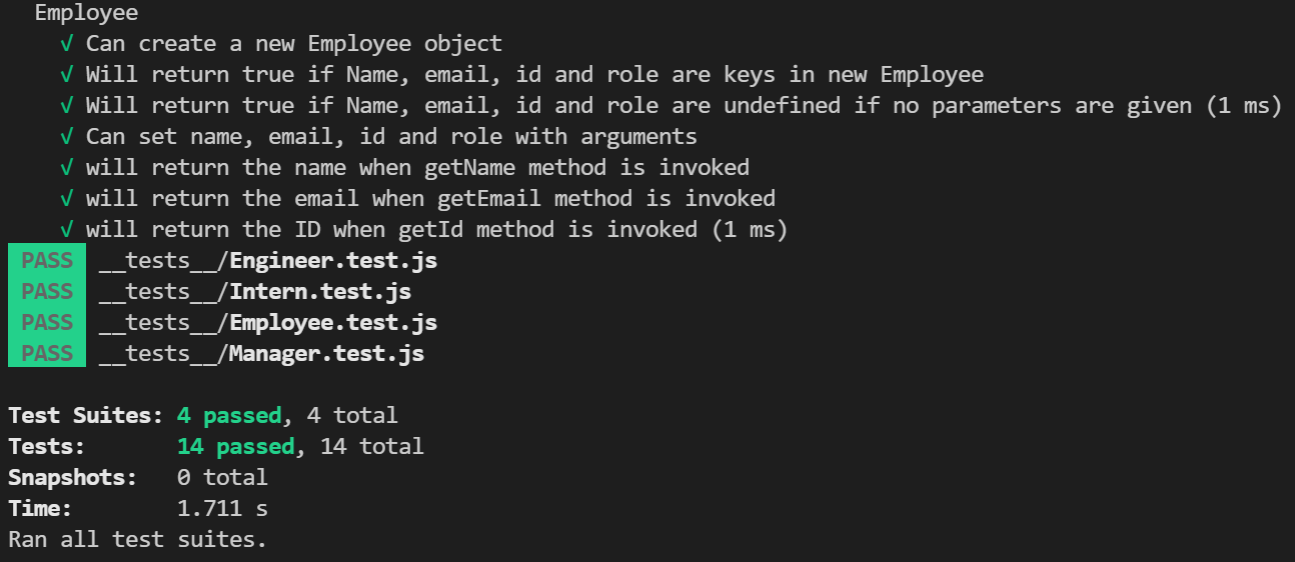 Employee
√ Can create a new Employee object
√ Will return true if Name, email, id and role are keys in new Employee
√ Will return true if Name, email, id and role are undefined if no parameters are given (1 ms)
√ Can set name, email, id and role with arguments
√ will return the name when getName method is invoked
√ will return the email when getEmail method is invoked
√ will return the ID when getId method is invoked (1 ms)
PASS __tests__/Engineer.test.js
PASS __tests__/Intern.test.js
PASS __tests__/Employee.test.js
PASS __tests__/Manager.test.js
Test Suites: 4 passed, 4 total
Tests: 14 passed, 14 total
Snapshots: 0 total
Time: 1.711 s
Ran all test suites.